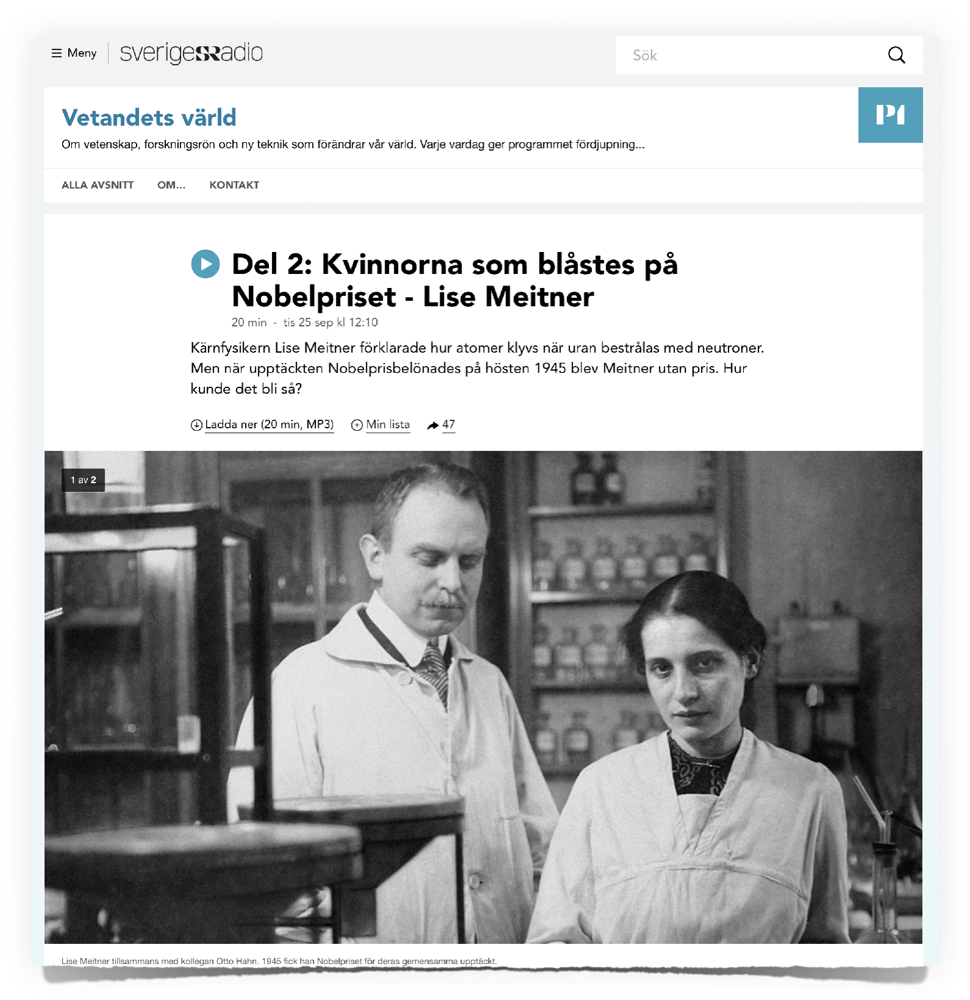 Meny
sverigesRadio
Sök
Vetandets värld
P1
Om vetenskap, forskningsrön och ny teknik som förändrar vår värld. Varje vardag ger programmet fördjupning...
ALLA AVSNITT OM... KONTAKT
Del 2: Kvinnorna som blåstes på
Nobelpriset - Lise Meitner
20 min - tis 25 sep kl 12:10
Kärnfysikern Lise Meitner förklarade hur atomer klyvs när uran bestrålas med neutroner.
Men när upptäckten Nobelprisbelönades på hösten 1945 blev Meitner utan pris. Hur
kunde det bli så?
Ladda ner (20 min, MP3) Min lista 47
1 av 2
Lise Meitner tillsammans med kollegan Otto Hahn. 1945 fick han Nobelpriset för deras gemensamma upptäckt.